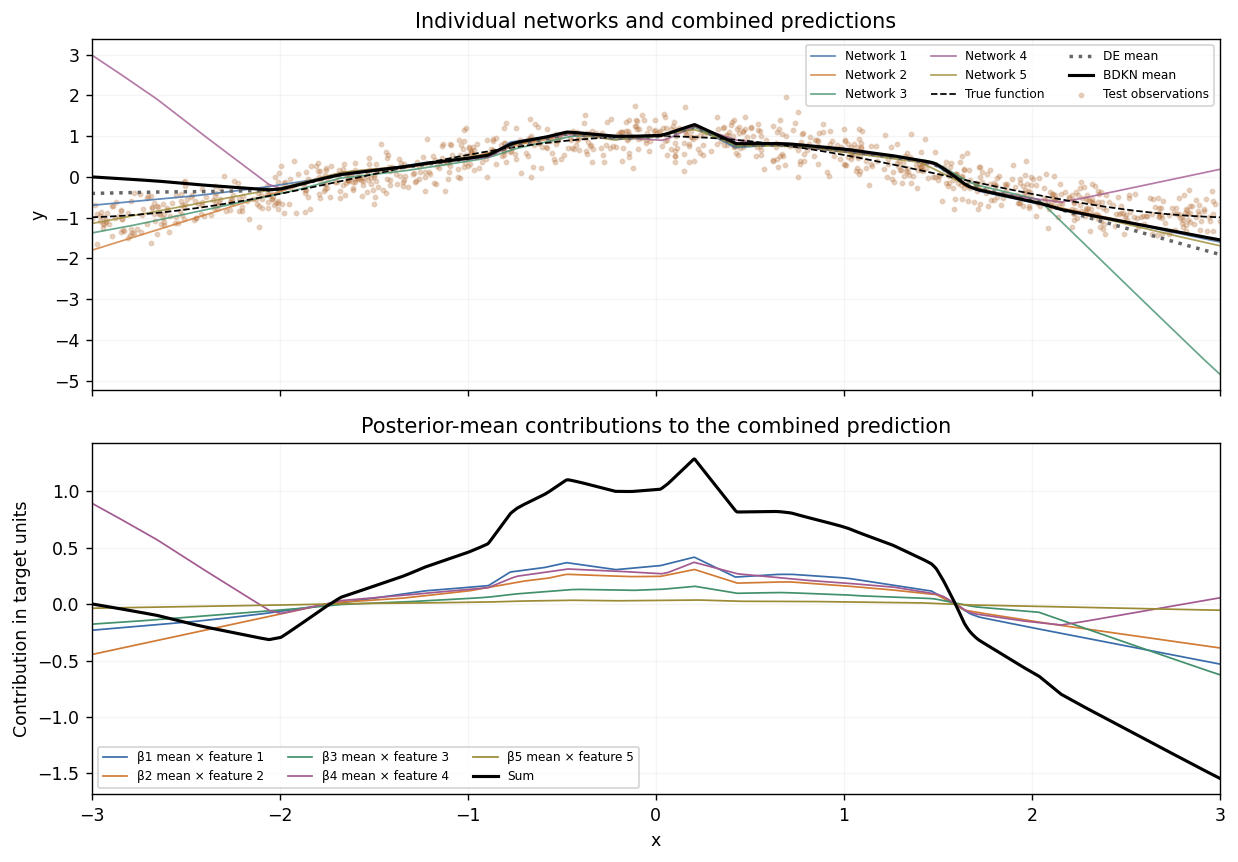 Individual networks and combined predictions
3
2
1
0
−1
−2
−3
−4
−5
y
Network 1
Network 2
Network 3
Network 4
Network 5
True function
DE mean
BDKN mean
Test observations
Posterior-mean contributions to the combined prediction
1.0
0.5
0.0
−0.5
−1.0
−1.5
Contribution in target units
β1 mean × feature 1
β2 mean × feature 2
β3 mean × feature 3
β4 mean × feature 4
β5 mean × feature 5
Sum
−3
−2
−1
0
1
2
3
x